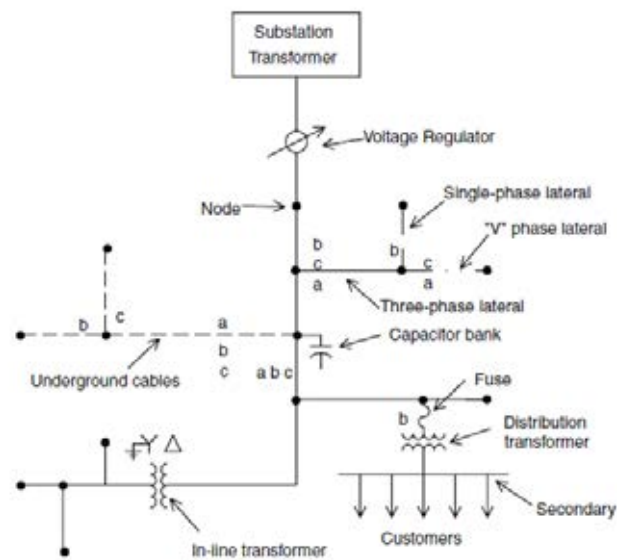 Substation
Transformer
Voltage Regulator
Single-phase lateral
Node
"V" phase lateral
b
b
c
c
a
a
Three-phase lateral
c
b
a
Capacitor bank
b
Underground cables
c
a b c
Fuse
b
Distribution
transformer
Δ
Secondary
In-line transformer
Customers